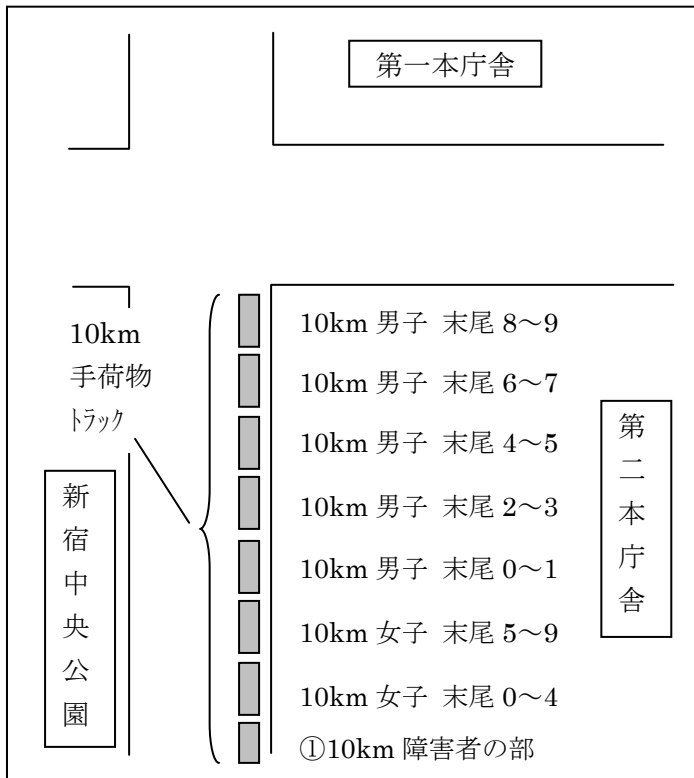 第一本庁舎
10km
手荷物
ﾄﾗｯｸ
10km 男子 末尾 8～9
10km 男子 末尾 6～7
10km 男子 末尾 4～5
10km 男子 末尾 2～3
10km 男子 末尾 0～1
10km 女子 末尾 5～9
10km 女子 末尾 0～4
①10km 障害者の部
新宿中央公園
第二本庁舎